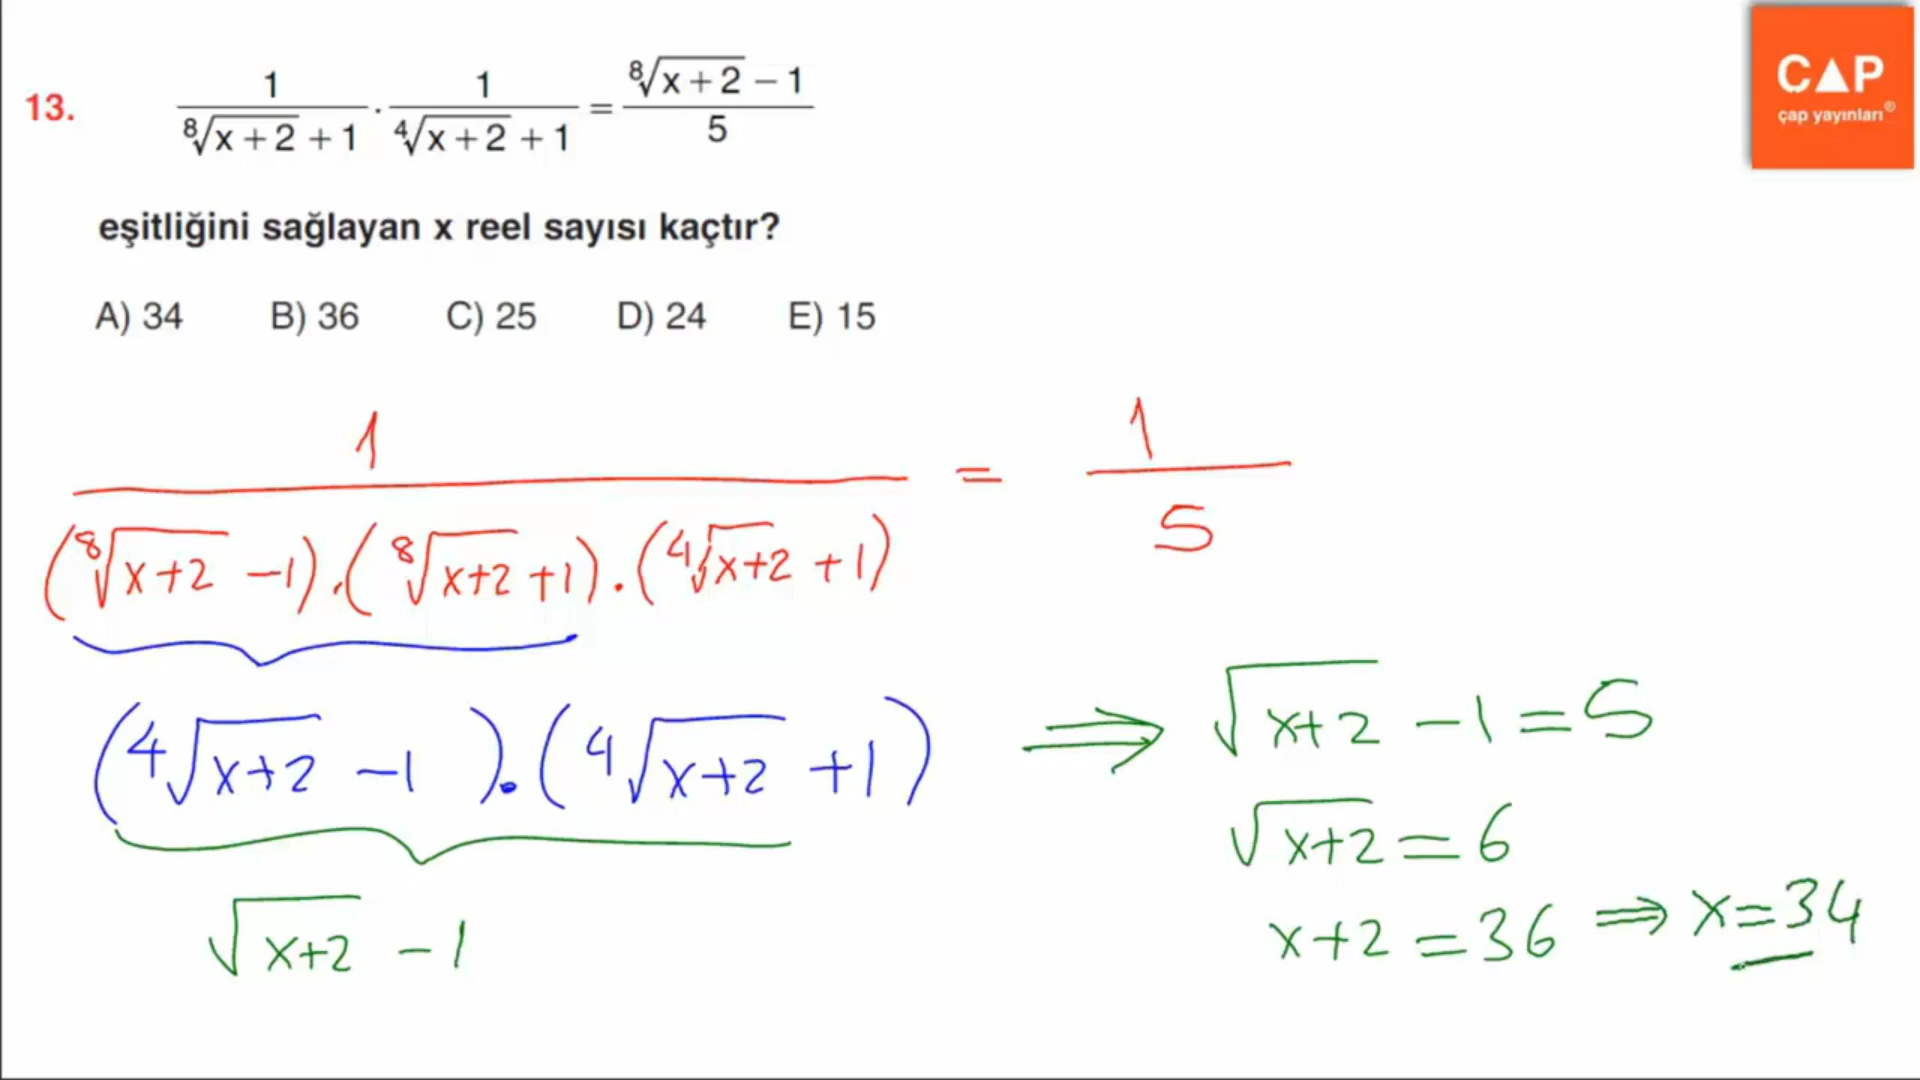 ÇAP
çap yayınları®
13. 1/(⁸√(x+2) + 1) · 1/(⁴√(x+2) + 1) = (⁸√(x+2) − 1)/5
eşitliğini sağlayan x reel sayısı kaçtır?
A) 34 B) 36 C) 25 D) 24 E) 15
1/((⁸√(x+2) −1).(⁸√(x+2) +1).(⁴√(x+2) +1)) = 1/5
(⁴√(x+2) −1).(⁴√(x+2) +1) ⇒ √(x+2) −1 = 5
√(x+2) = 6
√(x+2) −1
x+2 = 36 ⇒ x = 34